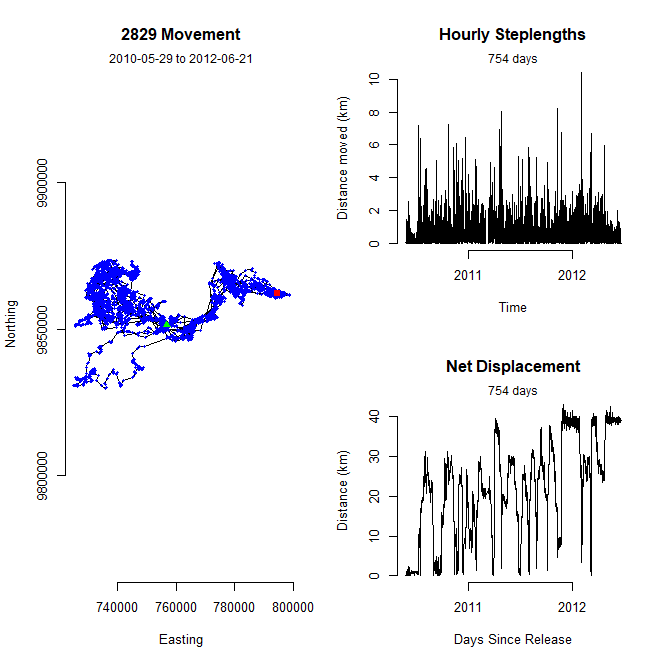 2829 Movement
2010-05-29 to 2012-06-21
Northing
9900000
9850000
9800000
740000 760000 780000 800000
Easting
Hourly Steplengths
754 days
Distance moved (km)
10
8
6
4
2
0
2011 2012
Time
Net Displacement
754 days
Distance (km)
40
30
20
10
0
2011 2012
Days Since Release